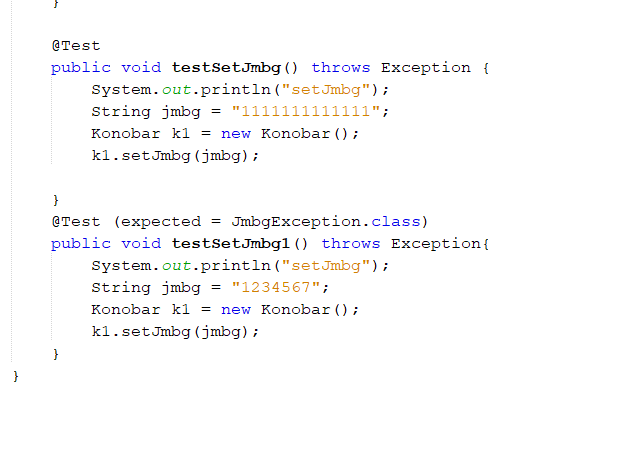 }
@Test
public void testSetJmbg() throws Exception {
System.out.println("setJmbg");
String jmbg = "1111111111111";
Konobar k1 = new Konobar();
k1.setJmbg(jmbg);
}
@Test (expected = JmbgException.class)
public void testSetJmbg1() throws Exception{
System.out.println("setJmbg");
String jmbg = "1234567";
Konobar k1 = new Konobar();
k1.setJmbg(jmbg);
}
}